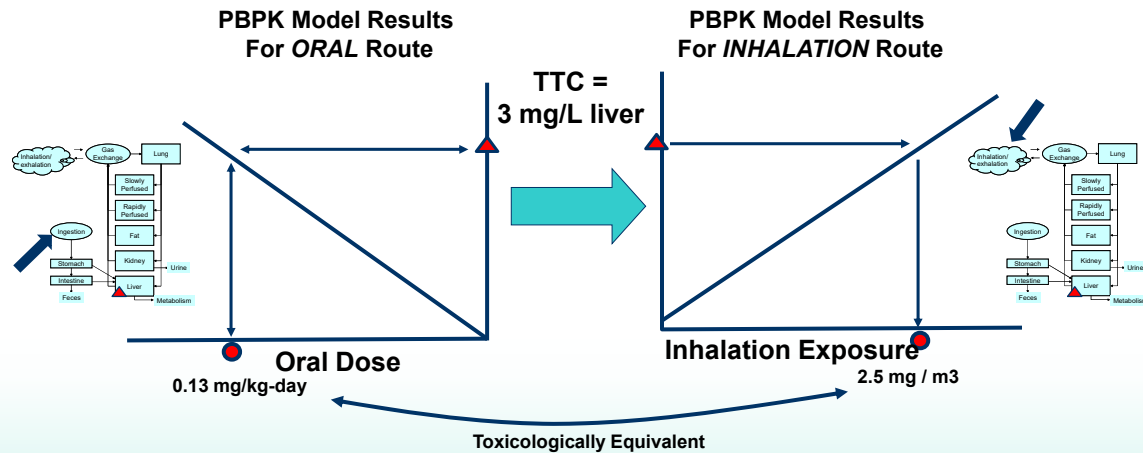 PBPK Model Results
For ORAL Route
PBPK Model Results
For INHALATION Route
TTC =
3 mg/L liver
Inhalation/
exhalation
Gas
Exchange
Lung
Slowly
Perfused
Rapidly
Perfused
Fat
Ingestion
Kidney
Urine
Stomach
Liver
Intestine
Feces
Metabolism
Inhalation/
exhalation
Gas
Exchange
Lung
Slowly
Perfused
Rapidly
Perfused
Fat
Ingestion
Kidney
Urine
Stomach
Liver
Intestine
Feces
Metabolism
Oral Dose
0.13 mg/kg-day
Inhalation Exposure
2.5 mg / m3
Toxicologically Equivalent